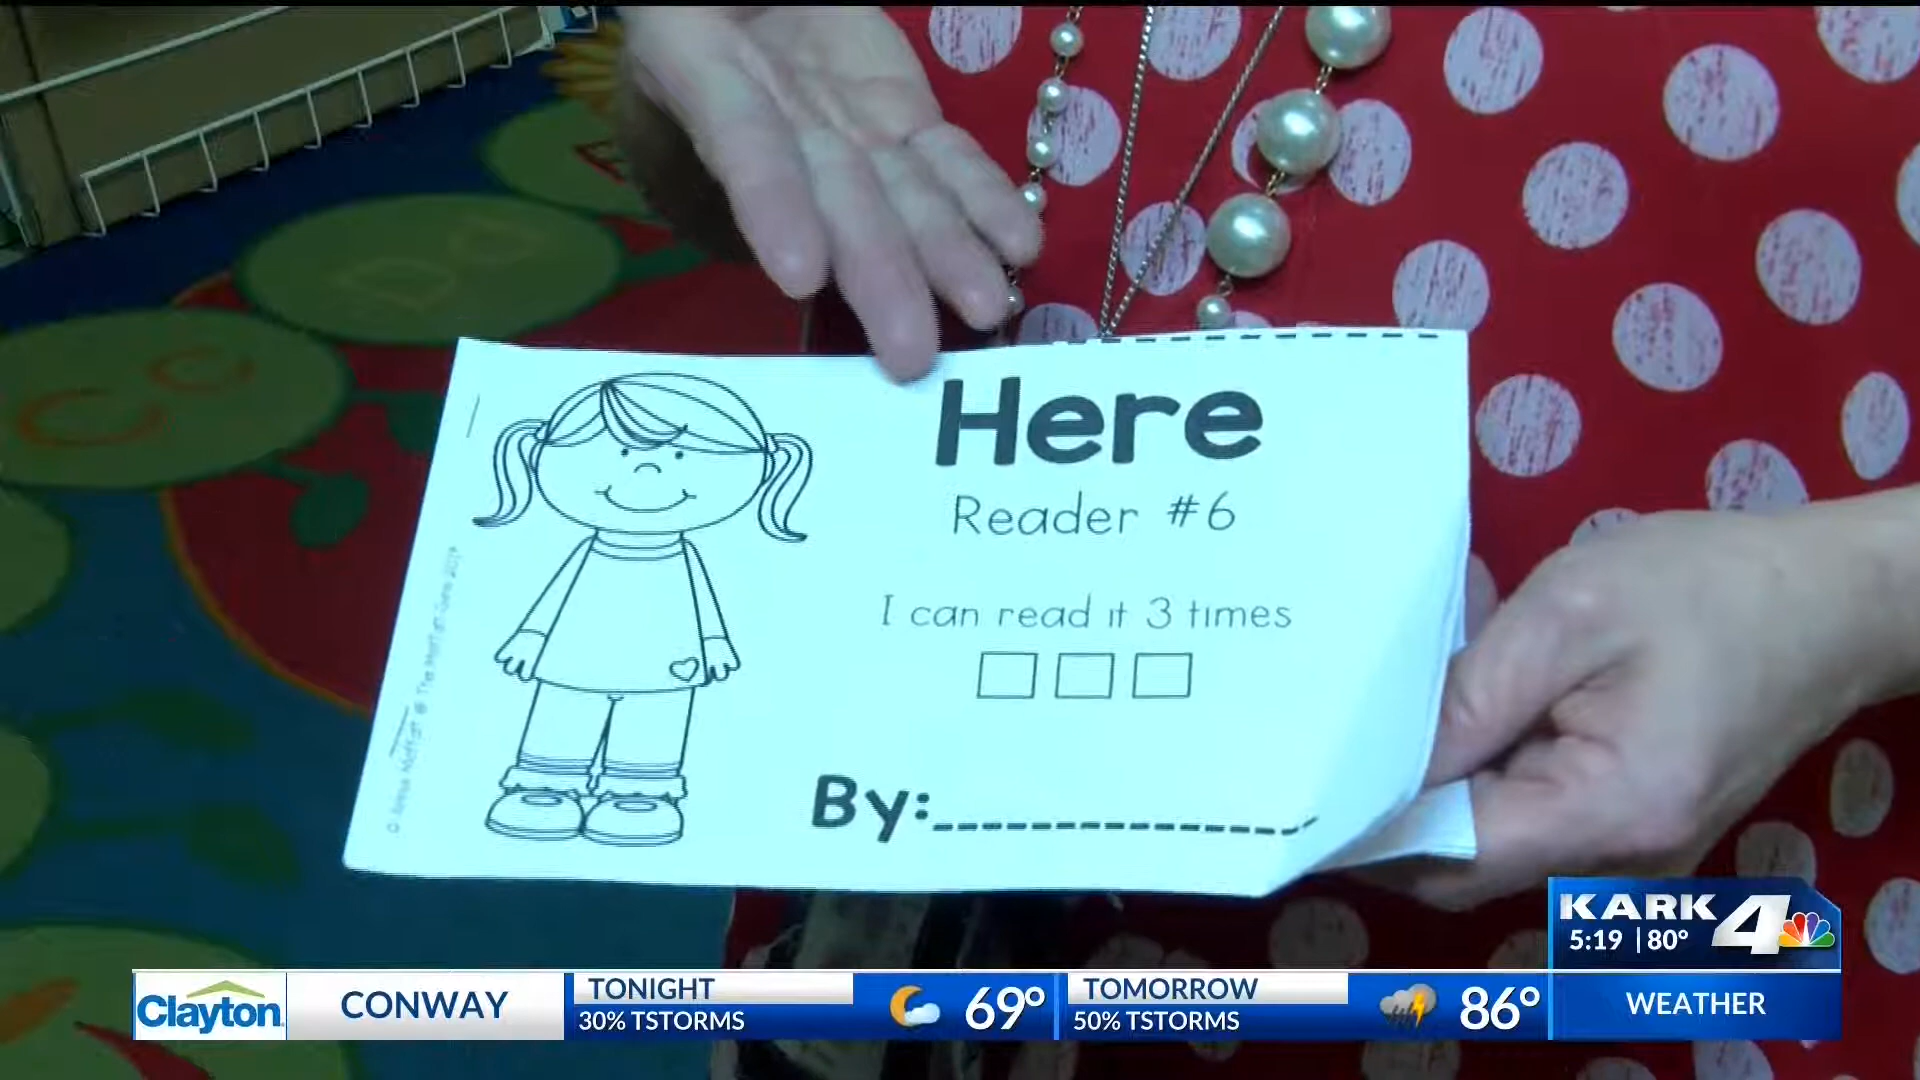 Here
Reader #6
I can read it 3 times
By:
D d
C c
KARK 4
5:19 | 80°
Clayton
CONWAY
TONIGHT
30% TSTORMS
69°
TOMORROW
50% TSTORMS
86°
WEATHER